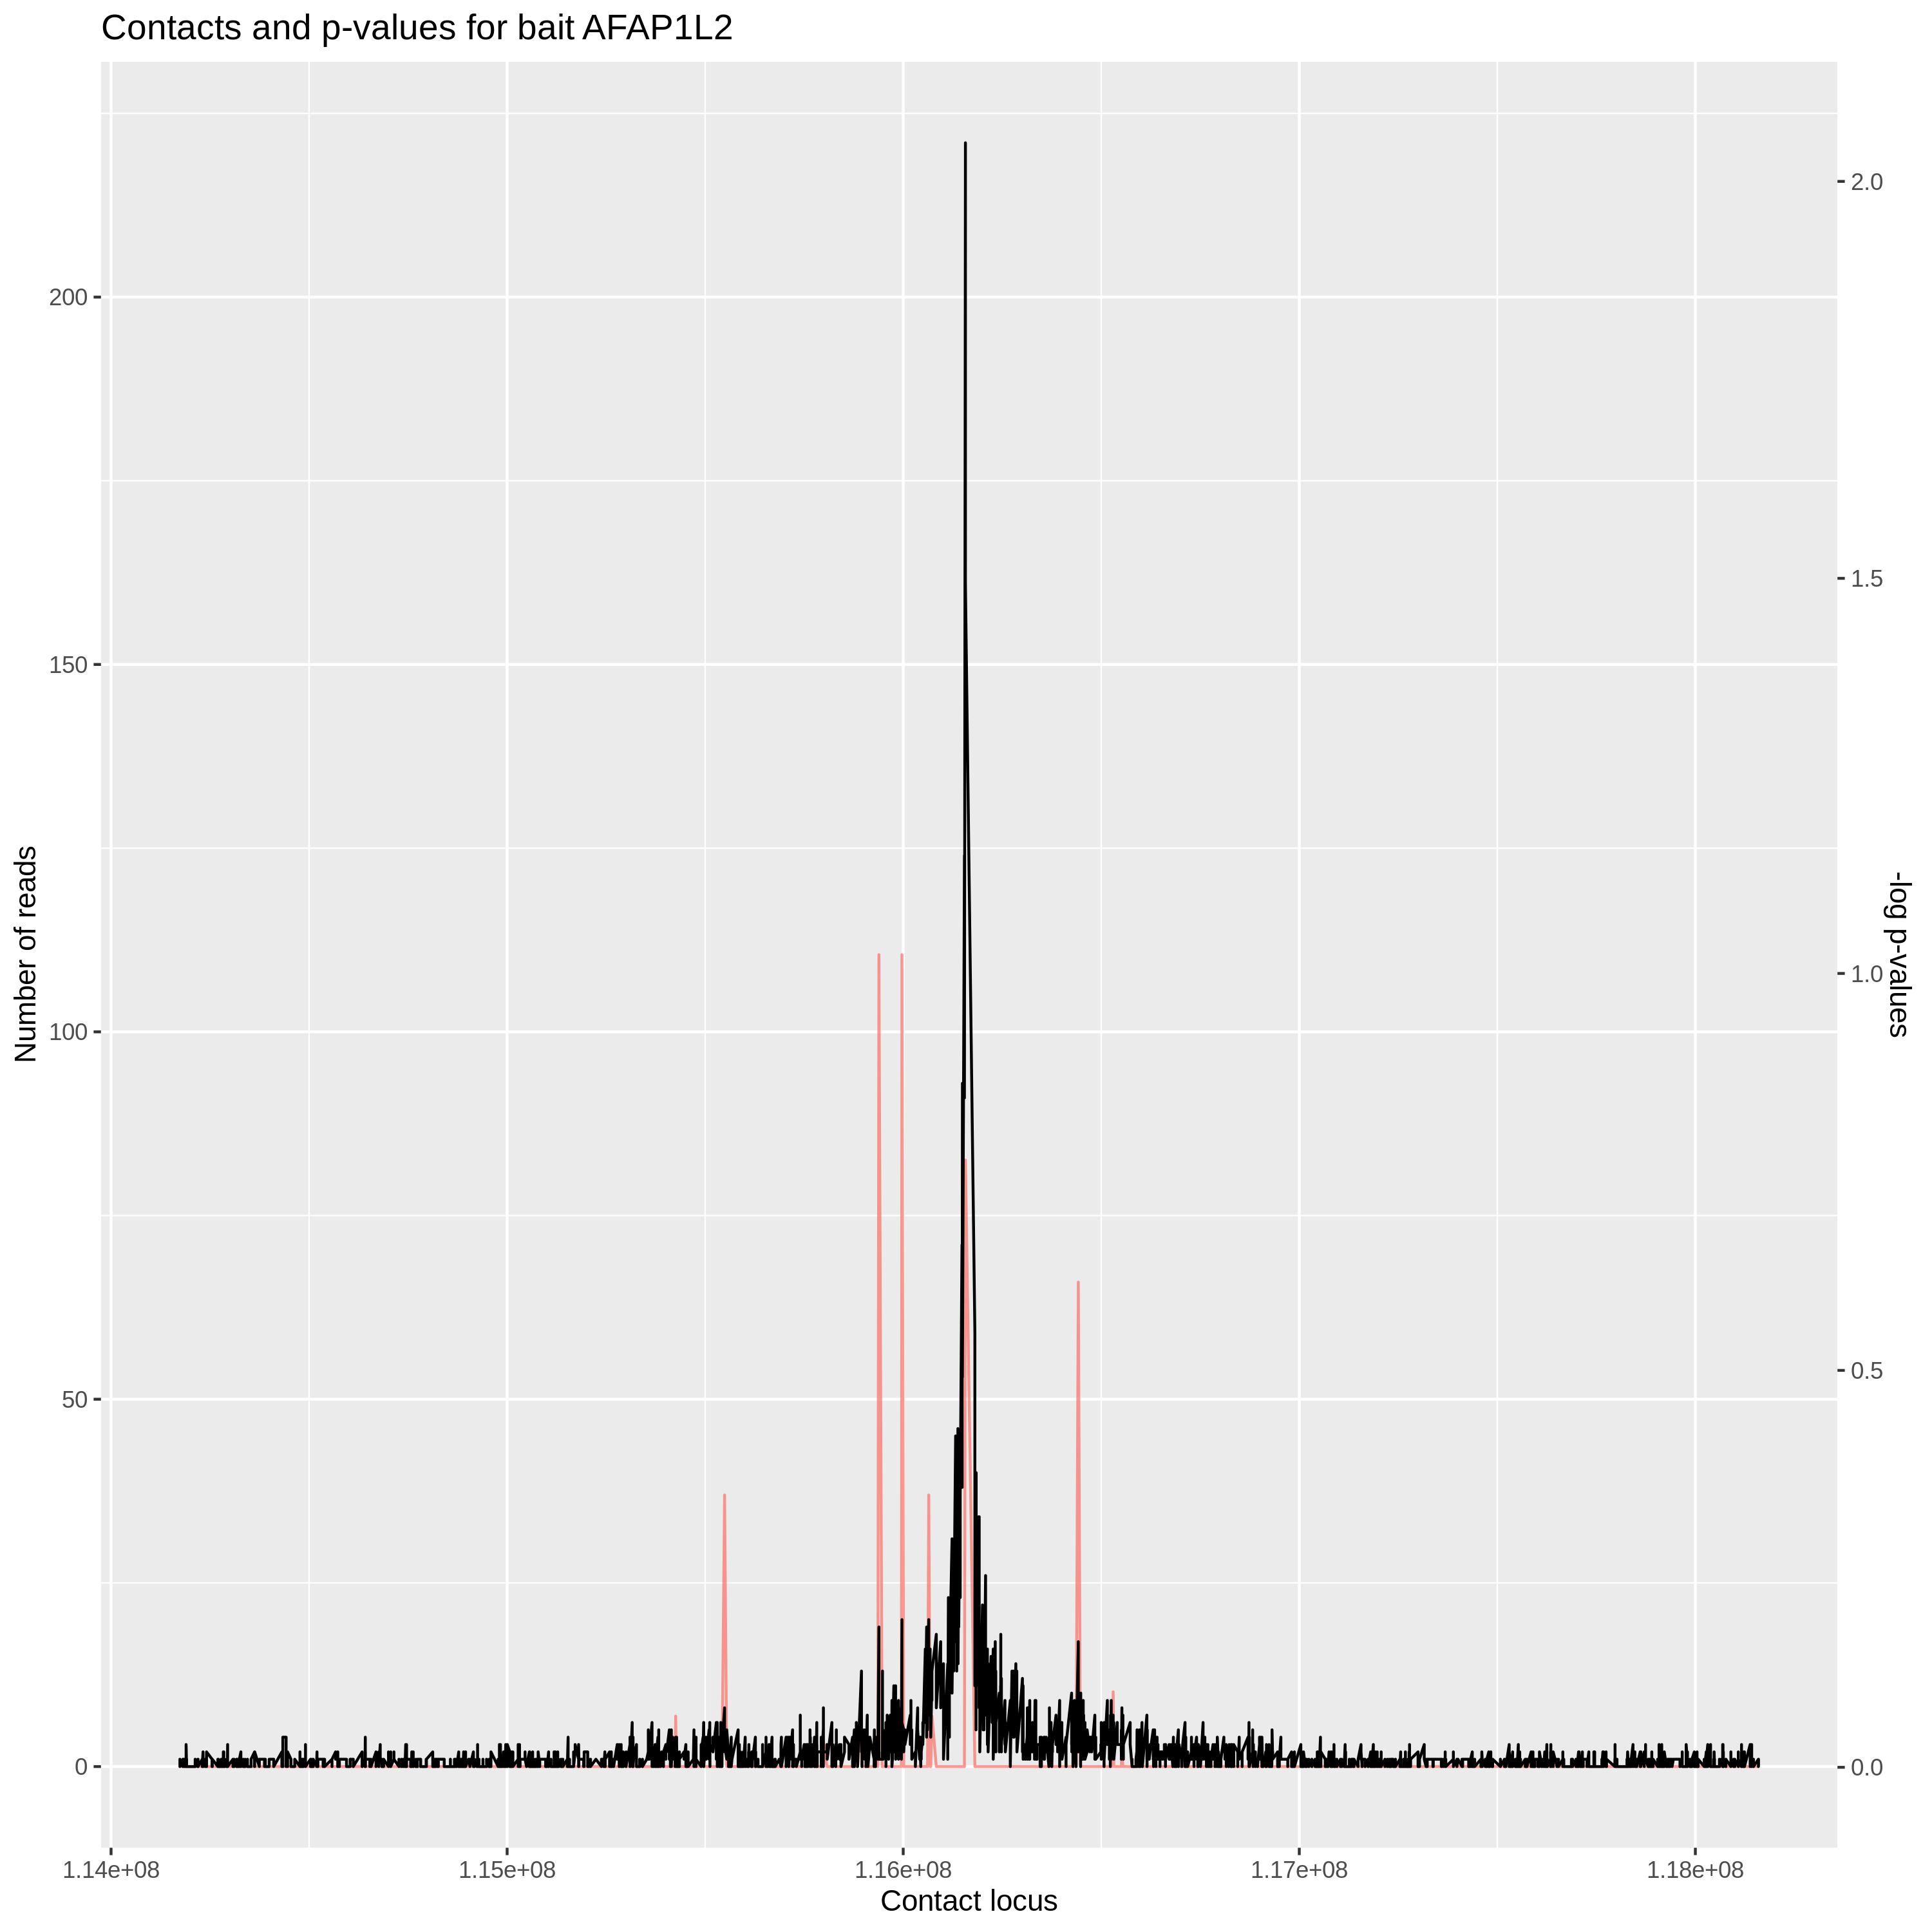 Contacts and p-values for bait AFAP1L2
Number of reads
200
150
100
50
0
2.0
1.5
1.0
0.5
0.0
-log p-values
1.14e+08 1.15e+08 1.16e+08 1.17e+08 1.18e+08
Contact locus